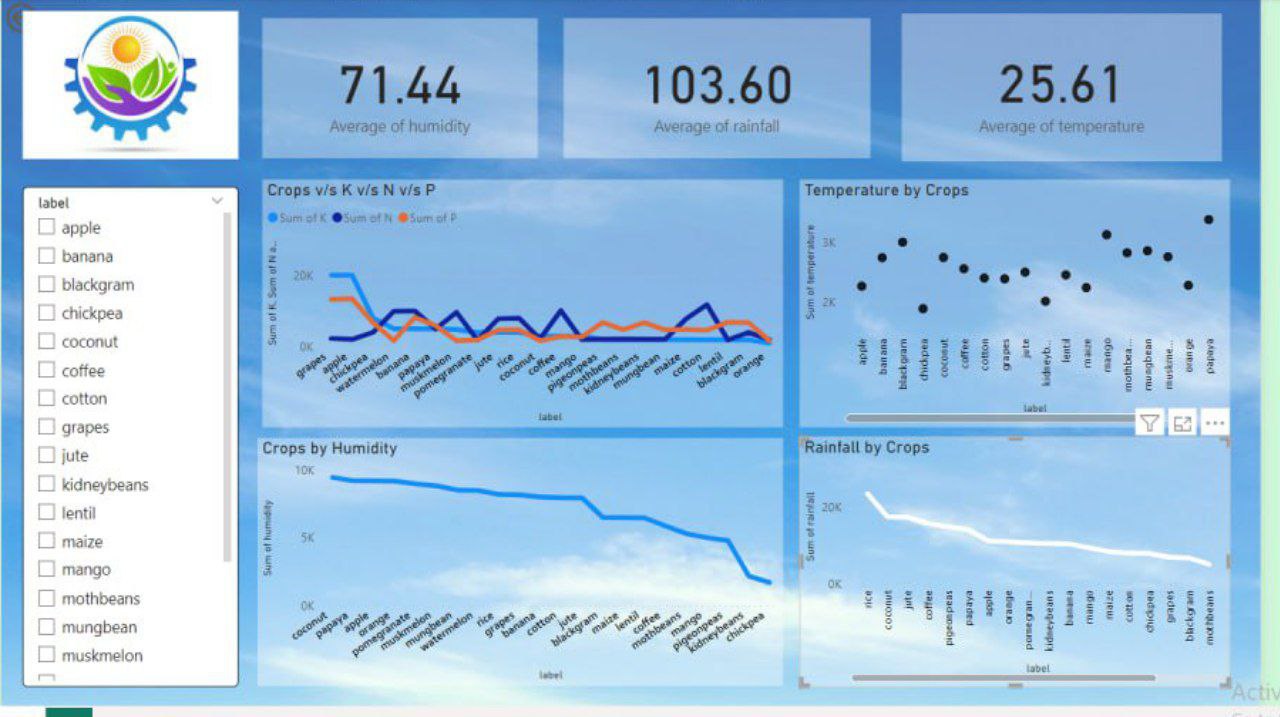 71.44
Average of humidity
103.60
Average of rainfall
25.61
Average of temperature
label
apple
banana
blackgram
chickpea
coconut
coffee
cotton
grapes
jute
kidneybeans
lentil
maize
mango
mothbeans
mungbean
muskmelon
Crops v/s K v/s N v/s P
Sum of K Sum of N Sum of P
Sum of K, Sum of N a...
20K
0K
grapes
apple
chickpea
watermelon
banana
papaya
muskmelon
pomegranate
jute
rice
coconut
coffee
mango
pigeonpeas
mothbeans
kidneybeans
mungbean
maize
cotton
lentil
blackgram
orange
label
Temperature by Crops
Sum of temperature
3K
2K
apple
banana
blackgram
chickpea
coconut
coffee
cotton
grapes
jute
kidneyb...
lentil
maize
mango
mothbea...
mungbean
muskme...
orange
papaya
label
Crops by Humidity
Sum of humidity
10K
5K
0K
coconut
papaya
apple
orange
pomegranate
muskmelon
mungbean
watermelon
rice
grapes
banana
cotton
jute
blackgram
maize
lentil
coffee
mothbeans
mango
pigeonpeas
kidneybeans
chickpea
label
Rainfall by Crops
Sum of rainfall
20K
0K
rice
coconut
jute
coffee
pigeonpeas
papaya
apple
orange
pomegran...
kidneybeans
banana
mango
maize
cotton
chickpea
grapes
blackgram
mothbeans
label
Activ